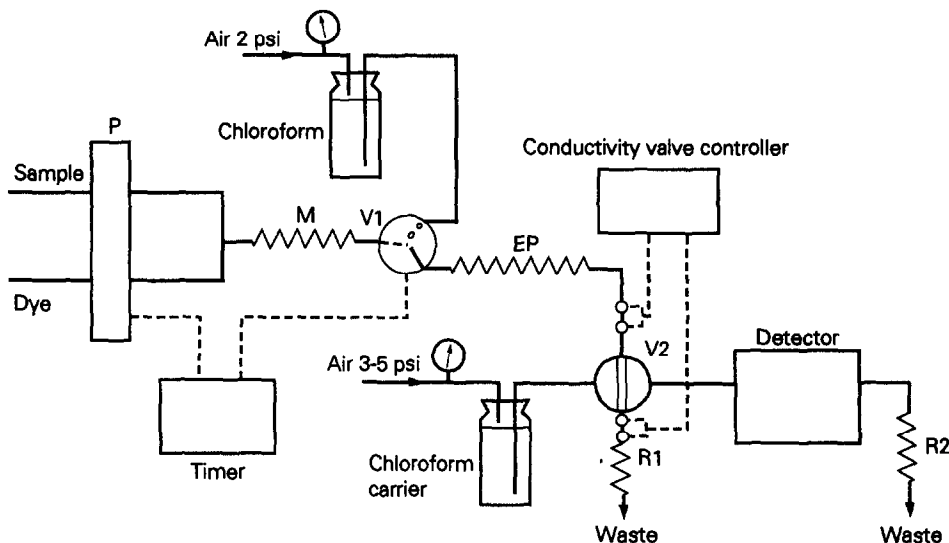 Air 2 psi
P
Chloroform
Conductivity valve controller
Sample
M
V1
EP
Dye
V2
Detector
Air 3-5 psi
Timer
Chloroform
carrier
R1
R2
Waste
Waste